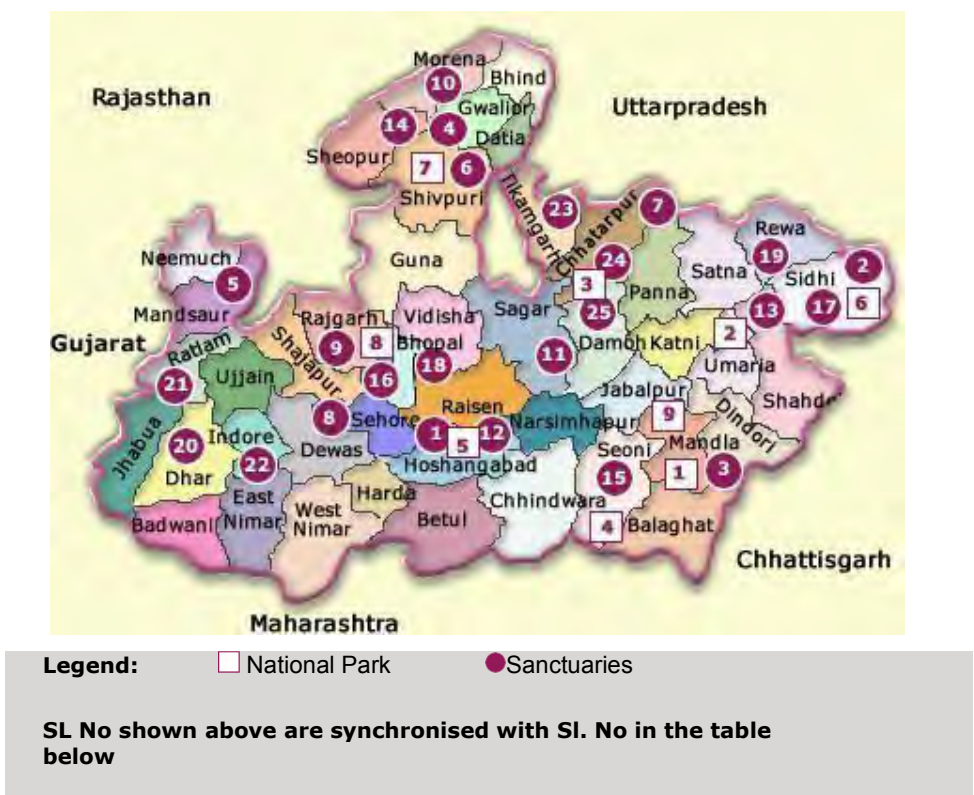 Morena
Bhind
10
Rajasthan
Gwalior
Uttarpradesh
14
4
Datia
Sheopur
7
6
Shivpuri
Tikamgarh
23
Chhatarpur
7
Rewa
Neemuch
Guna
24
Satna
19
Sidhi
2
5
3
Panna
17
6
Mandsaur
Rajgarh
Vidisha
Sagar
25
13
Gujarat
Ratlam
Shajapur
9
8
Bhopal
11
Damoh
Katni
2
21
Ujjain
16
18
Umaria
Jabalpur
Shahdo
Jhabua
20
Indore
8
Sehore
Raisen
Narsimhapur
9
Dindori
1
5
12
Mandla
Dhar
22
Dewas
Hoshangabad
Seoni
15
1
3
East
Nimar
West
Nimar
Harda
Chhindwara
Badwani
Betul
4
Balaghat
Chhattisgarh
Maharashtra
Legend: National Park Sanctuaries
SL No shown above are synchronised with Sl. No in the table
below